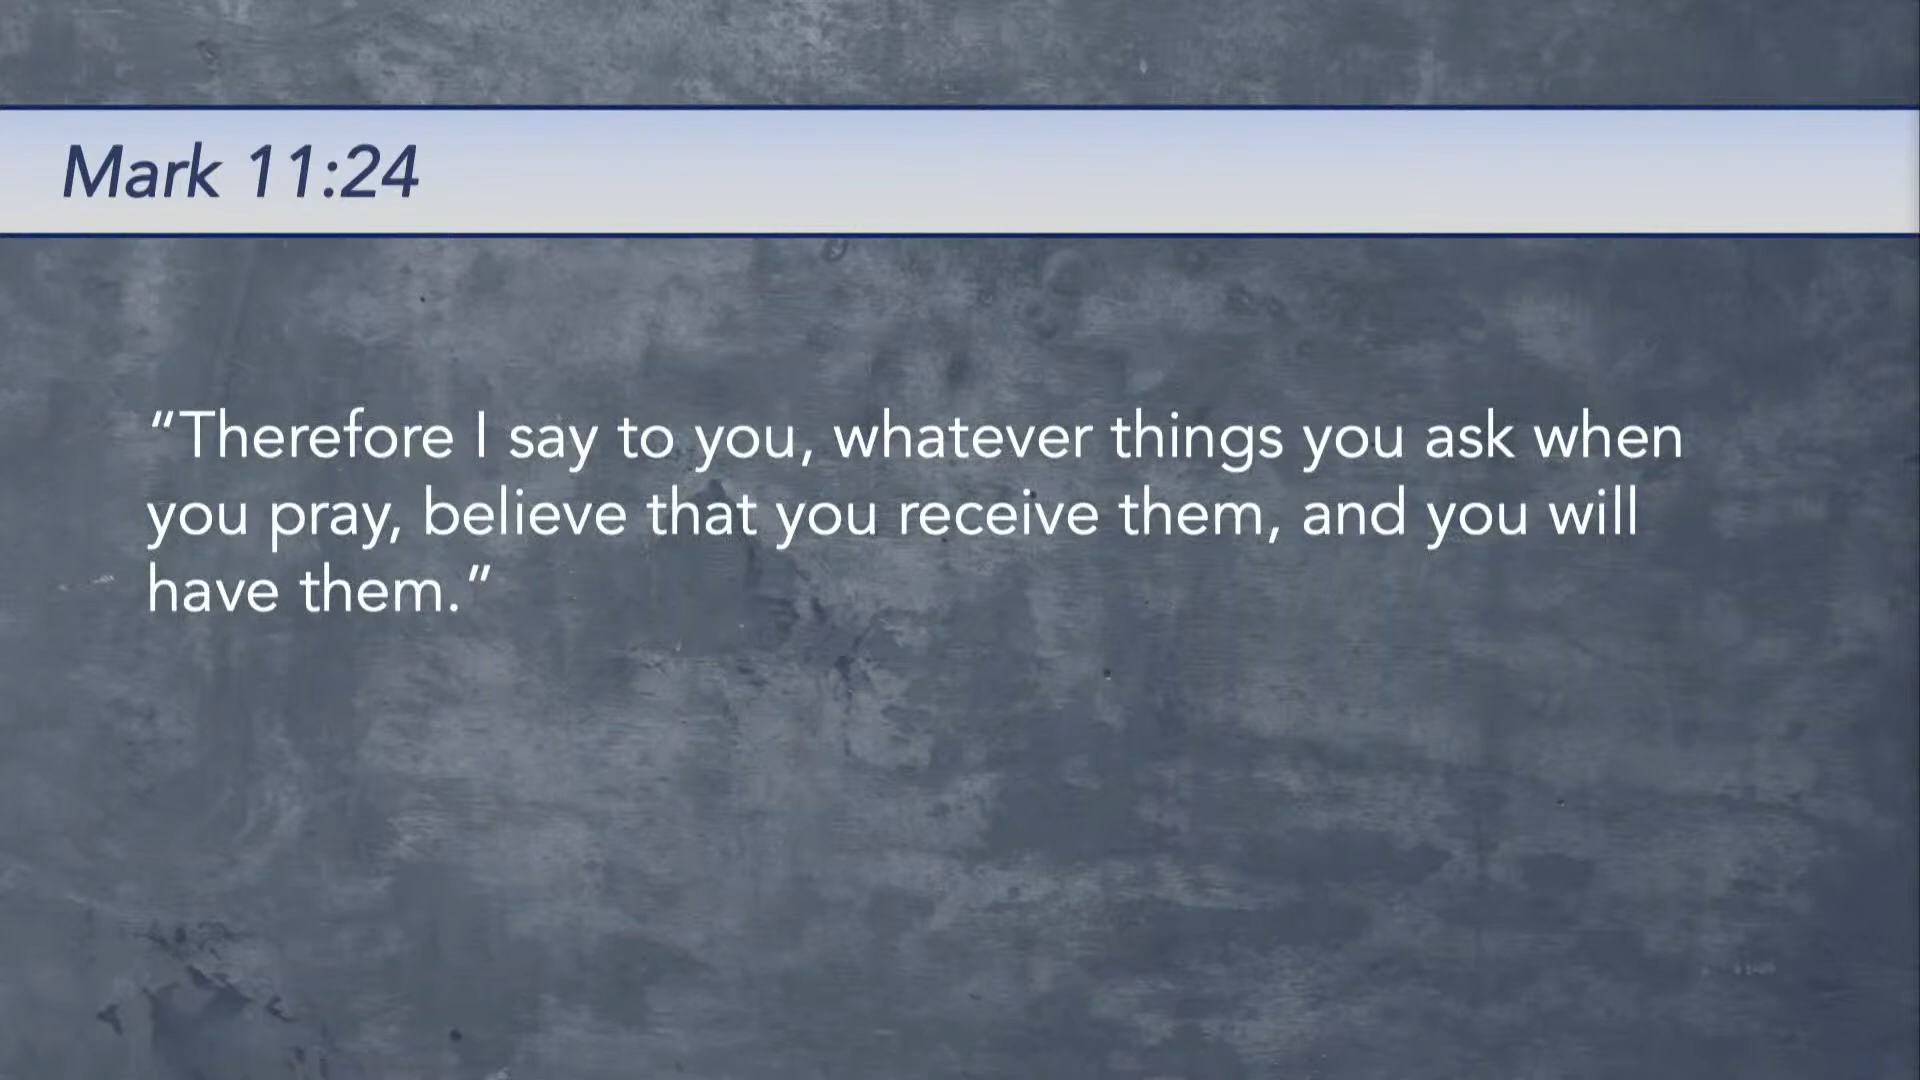 Mark 11:24
“Therefore I say to you, whatever things you ask when
you pray, believe that you receive them, and you will
have them.”